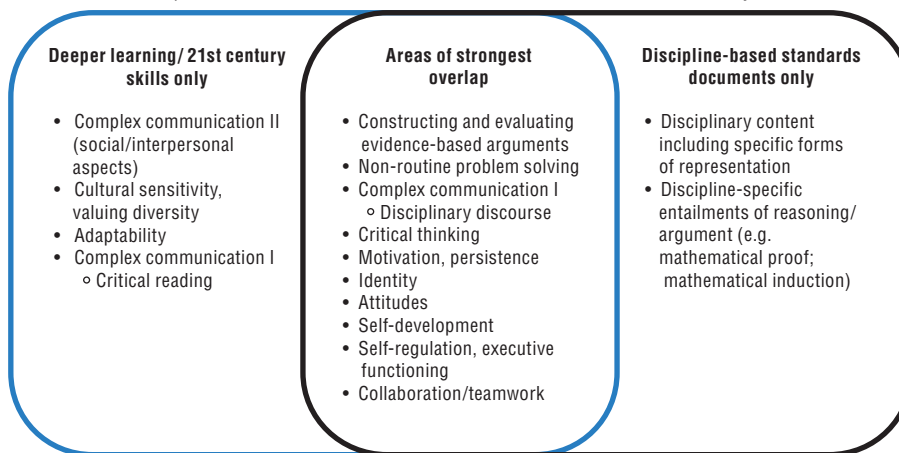 Deeper learning/ 21st century
skills only
• Complex communication II
(social/interpersonal
aspects)
• Cultural sensitivity,
valuing diversity
• Adaptability
• Complex communication I
○ Critical reading
Areas of strongest
overlap
• Constructing and evaluating
evidence-based arguments
• Non-routine problem solving
• Complex communication I
○ Disciplinary discourse
• Critical thinking
• Motivation, persistence
• Identity
• Attitudes
• Self-development
• Self-regulation, executive
functioning
• Collaboration/teamwork
Discipline-based standards
documents only
• Disciplinary content
including specific forms
of representation
• Discipline-specific
entailments of reasoning/
argument (e.g.
mathematical proof;
mathematical induction)